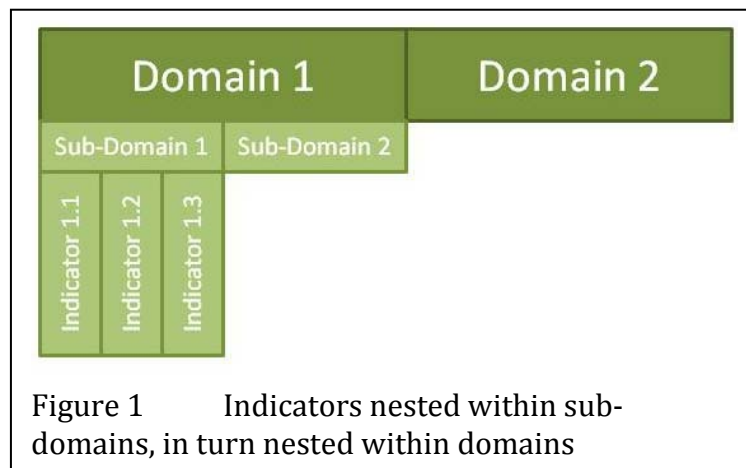 Domain 1 Domain 2
Sub-Domain 1 Sub-Domain 2
Indicator 1.1
Indicator 1.2
Indicator 1.3
Figure 1 Indicators nested within sub-
domains, in turn nested within domains